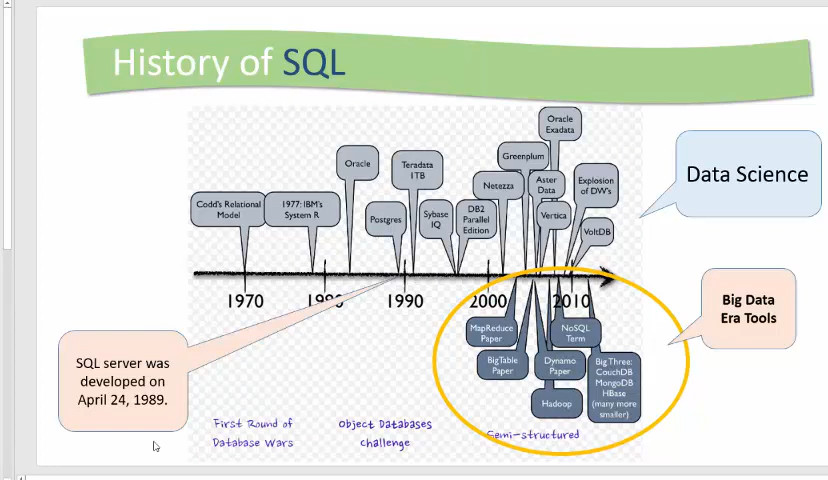 History of SQL
Oracle
Exadata
Greenplum
Oracle
Teradata
1TB
Netezza
Aster
Data
Explosion
of DW's
Data Science
Codd's Relational
Model
1977: IBM's
System R
Postgres
Sybase
IQ
DB2
Parallel
Edition
Vertica
VoltDB
1970
1980
1990
2000
2010
Big Data
Era Tools
MapReduce
Paper
NoSQL
Term
BigTable
Paper
Dynamo
Paper
Big Three:
CouchDB
MongoDB
HBase
(many more
smaller)
Hadoop
SQL server was
developed on
April 24, 1989.
First Round of
Database Wars
Object Databases
challenge
Semi-structured